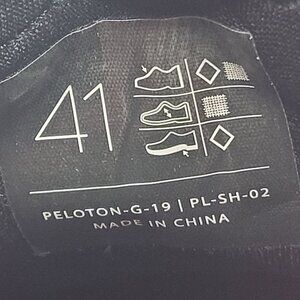 41
PELOTON-G-19 | PL-SH-02
MADE IN CHINA